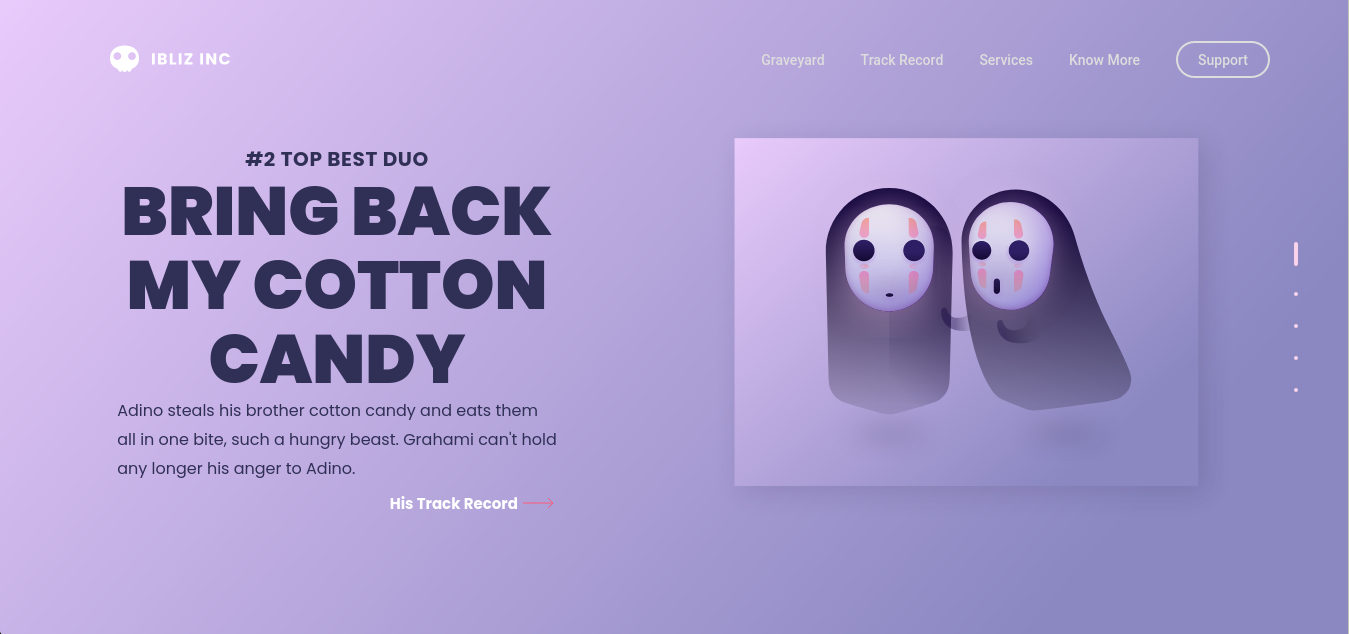 IBLIZ INC
Graveyard Track Record Services Know More Support
#2 TOP BEST DUO
BRING BACK
MY COTTON
CANDY
Adino steals his brother cotton candy and eats them
all in one bite, such a hungry beast. Grahami can't hold
any longer his anger to Adino.
His Track Record